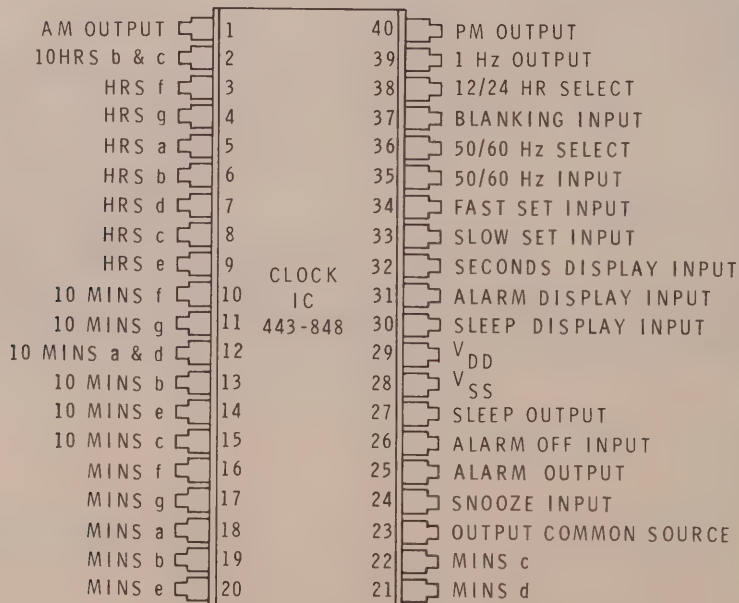 AM OUTPUT 1 40 PM OUTPUT
10HRS b & c 2 39 1 Hz OUTPUT
HRS f 3 38 12/24 HR SELECT
HRS g 4 37 BLANKING INPUT
HRS a 5 36 50/60 Hz SELECT
HRS b 6 35 50/60 Hz INPUT
HRS d 7 34 FAST SET INPUT
HRS c 8 33 SLOW SET INPUT
HRS e 9 32 SECONDS DISPLAY INPUT
10 MINS f 10 31 ALARM DISPLAY INPUT
10 MINS g 11 30 SLEEP DISPLAY INPUT
10 MINS a & d 12 29 VDD
10 MINS b 13 28 VSS
10 MINS e 14 27 SLEEP OUTPUT
10 MINS c 15 26 ALARM OFF INPUT
MINS f 16 25 ALARM OUTPUT
MINS g 17 24 SNOOZE INPUT
MINS a 18 23 OUTPUT COMMON SOURCE
MINS b 19 22 MINS c
MINS e 20 21 MINS d
CLOCK
IC
443-848